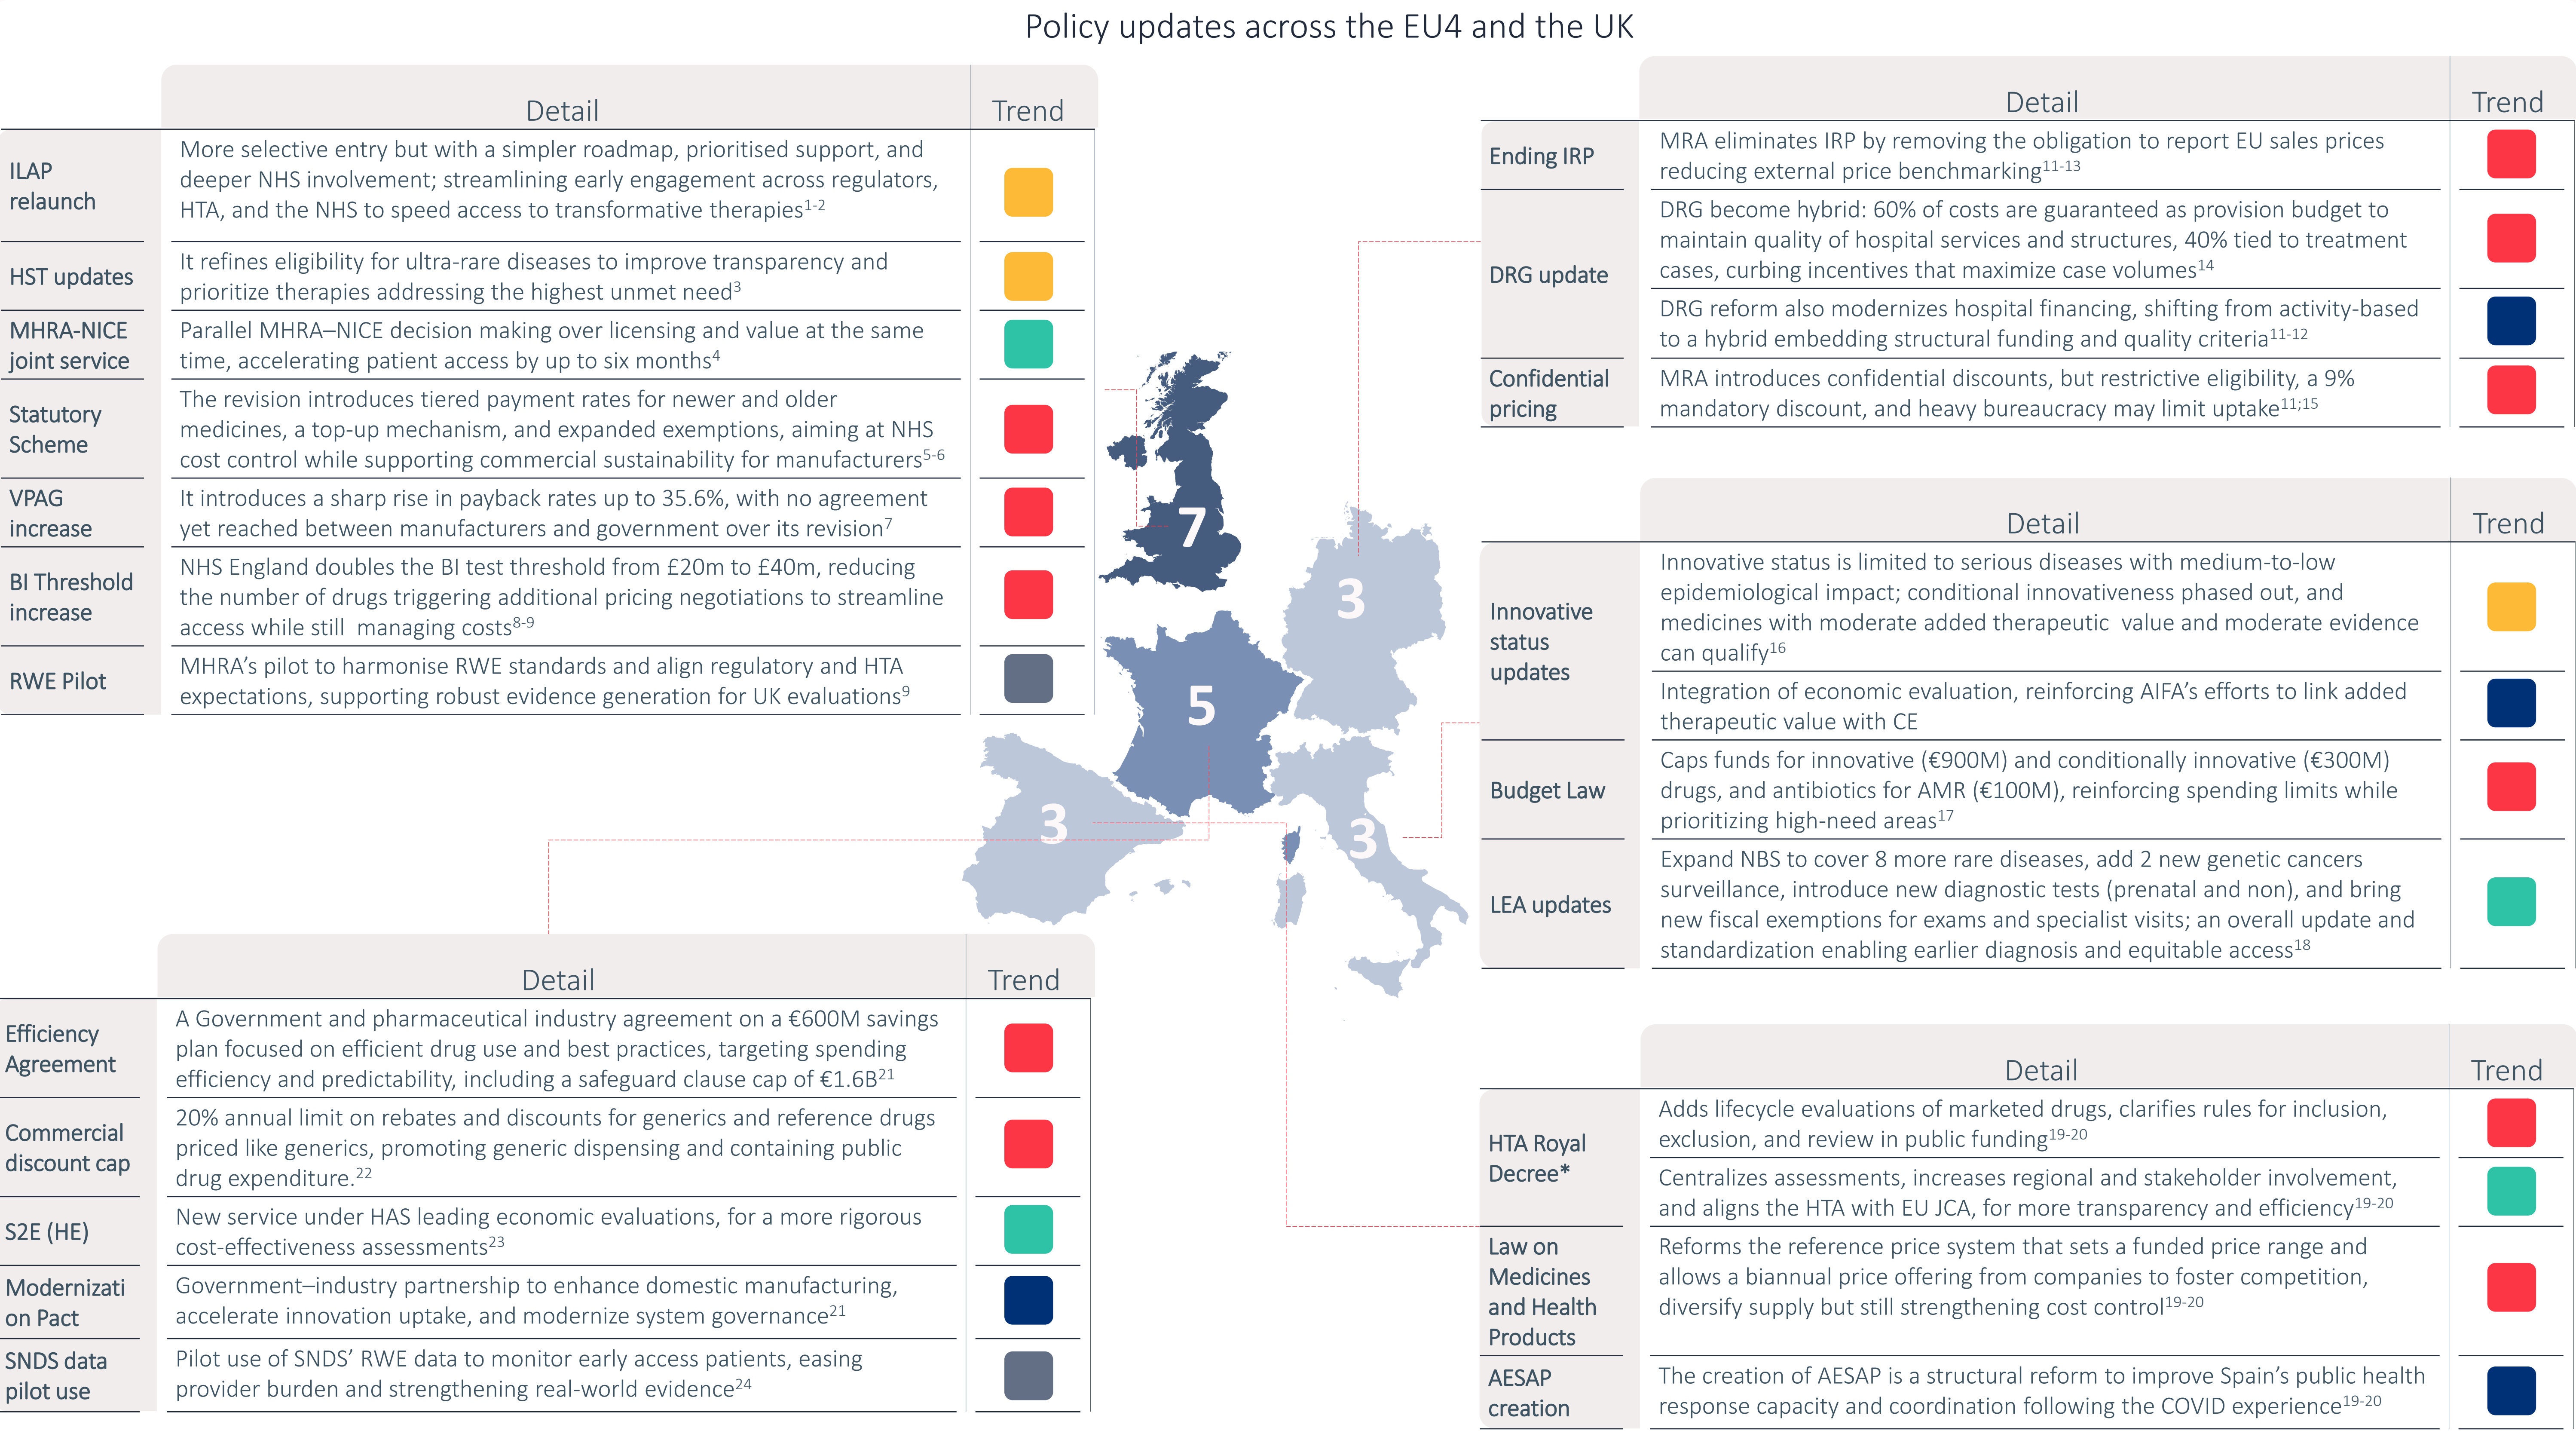 Policy updates across the EU4 and the UK
Detail
Trend
ILAP
relaunch
More selective entry but with a simpler roadmap, prioritised support, and
deeper NHS involvement; streamlining early engagement across regulators,
HTA, and the NHS to speed access to transformative therapies1-2
HST updates
It refines eligibility for ultra-rare diseases to improve transparency and
prioritize therapies addressing the highest unmet need3
MHRA-NICE
joint service
Parallel MHRA–NICE decision making over licensing and value at the same
time, accelerating patient access by up to six months4
Statutory
Scheme
The revision introduces tiered payment rates for newer and older
medicines, a top-up mechanism, and expanded exemptions, aiming at NHS
cost control while supporting commercial sustainability for manufacturers5-6
VPAG
increase
It introduces a sharp rise in payback rates up to 35.6%, with no agreement
yet reached between manufacturers and government over its revision7
BI Threshold
increase
NHS England doubles the BI test threshold from £20m to £40m, reducing
the number of drugs triggering additional pricing negotiations to streamline
access while still  managing costs8-9
RWE Pilot
MHRA's pilot to harmonise RWE standards and align regulatory and HTA
expectations, supporting robust evidence generation for UK evaluations9
Detail
Trend
Ending IRP
MRA eliminates IRP by removing the obligation to report EU sales prices
reducing external price benchmarking11-13
DRG update
DRG become hybrid: 60% of costs are guaranteed as provision budget to
maintain quality of hospital services and structures, 40% tied to treatment
cases, curbing incentives that maximize case volumes14
DRG reform also modernizes hospital financing, shifting from activity-based
to a hybrid embedding structural funding and quality criteria11-12
Confidential
pricing
MRA introduces confidential discounts, but restrictive eligibility, a 9%
mandatory discount, and heavy bureaucracy may limit uptake11;15
7
3
5
3
3
Detail
Trend
Innovative
status
updates
Innovative status is limited to serious diseases with medium-to-low
epidemiological impact; conditional innovativeness phased out, and
medicines with moderate added therapeutic  value and moderate evidence
can qualify16
Integration of economic evaluation, reinforcing AIFA's efforts to link added
therapeutic value with CE
Budget Law
Caps funds for innovative (€900M) and conditionally innovative (€300M)
drugs, and antibiotics for AMR (€100M), reinforcing spending limits while
prioritizing high-need areas17
LEA updates
Expand NBS to cover 8 more rare diseases, add 2 new genetic cancers
surveillance, introduce new diagnostic tests (prenatal and non), and bring
new fiscal exemptions for exams and specialist visits; an overall update and
standardization enabling earlier diagnosis and equitable access18
Detail
Trend
Efficiency
Agreement
A Government and pharmaceutical industry agreement on a €600M savings
plan focused on efficient drug use and best practices, targeting spending
efficiency and predictability, including a safeguard clause cap of €1.6B21
Commercial
discount cap
20% annual limit on rebates and discounts for generics and reference drugs
priced like generics, promoting generic dispensing and containing public
drug expenditure.22
S2E (HE)
New service under HAS leading economic evaluations, for a more rigorous
cost-effectiveness assessments23
Modernizati
on Pact
Government–industry partnership to enhance domestic manufacturing,
accelerate innovation uptake, and modernize system governance21
SNDS data
pilot use
Pilot use of SNDS' RWE data to monitor early access patients, easing
provider burden and strengthening real-world evidence24
Detail
Trend
HTA Royal
Decree*
Adds lifecycle evaluations of marketed drugs, clarifies rules for inclusion,
exclusion, and review in public funding19-20
Centralizes assessments, increases regional and stakeholder involvement,
and aligns the HTA with EU JCA, for more transparency and efficiency19-20
Law on
Medicines
and Health
Products
Reforms the reference price system that sets a funded price range and
allows a biannual price offering from companies to foster competition,
diversify supply but still strengthening cost control19-20
AESAP
creation
The creation of AESAP is a structural reform to improve Spain's public health
response capacity and coordination following the COVID experience19-20